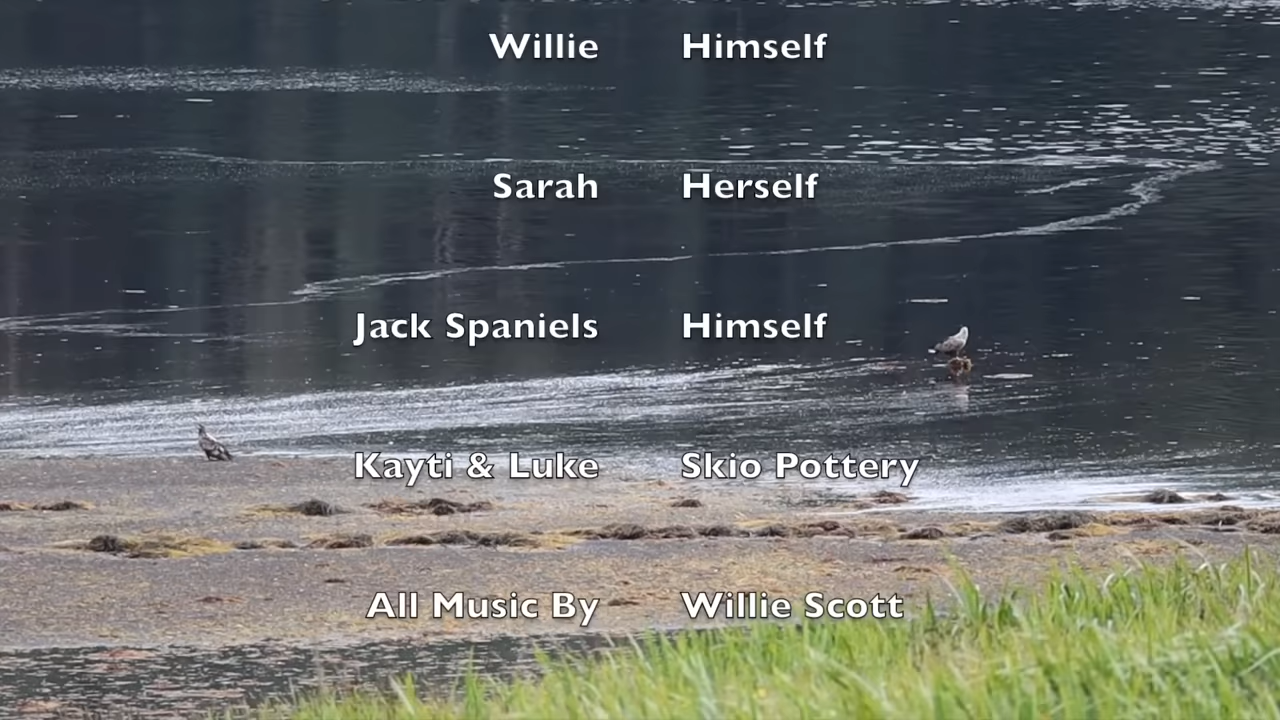 Willie Himself
Sarah Herself
Jack Spaniels Himself
Kayti & Luke Skio Pottery
All Music By Willie Scott